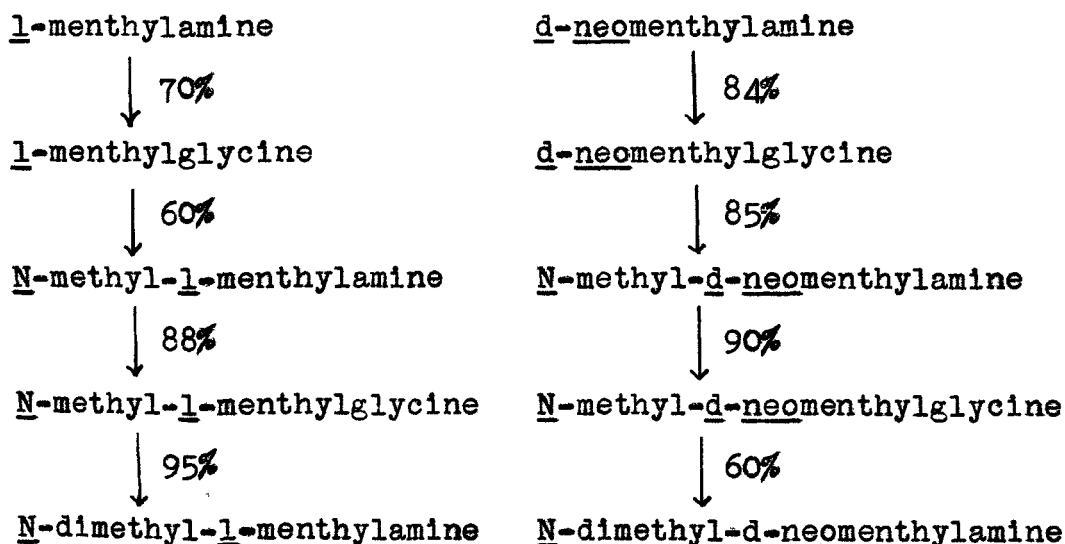 l-menthylamine d-neomenthylamine
70% 84%
l-menthylglycine d-neomenthylglycine
60% 85%
N-methyl-l-menthylamine N-methyl-d-neomenthylamine
88% 90%
N-methyl-l-menthylglycine N-methyl-d-neomenthylglycine
95% 60%
N-dimethyl-l-menthylamine N-dimethyl-d-neomenthylamine